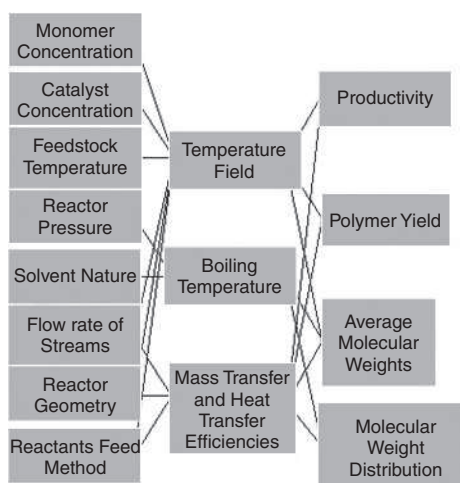 Monomer
Concentration
Catalyst
Concentration
Feedstock
Temperature
Reactor
Pressure
Solvent Nature
Flow rate of
Streams
Reactor
Geometry
Reactants Feed
Method
Temperature
Field
Boiling
Temperature
Mass Transfer
and Heat
Transfer
Efficiencies
Productivity
Polymer Yield
Average
Molecular
Weights
Molecular
Weight
Distribution